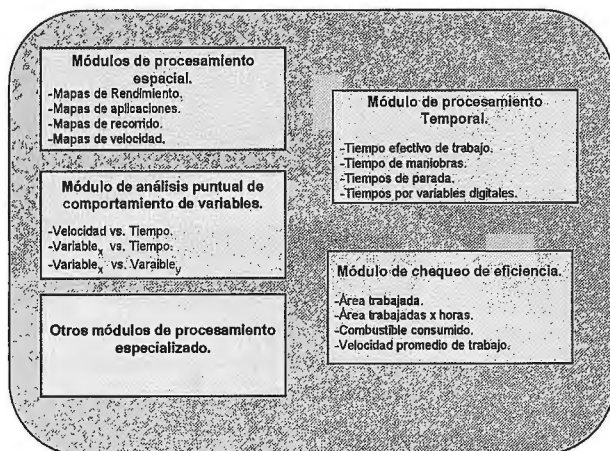 Módulos de procesamiento
espacial.
-Mapas de Rendimiento.
-Mapas de aplicaciones.
-Mapas de recorrido.
-Mapas de velocidad.
Módulo de análisis puntual de
comportamiento de variables.
-Velocidad vs. Tiempo.
-Variableₓ vs. Tiempo.
-Variableₓ vs. Varaibleᵧ
Otros módulos de procesamiento
especializado.
Módulo de procesamiento
Temporal.
-Tiempo efectivo de trabajo.
-Tiempo de maniobras.
-Tiempos de parada.
-Tiempos por variables digitales.
Módulo de chequeo de eficiencia.
-Área trabajada.
-Área trabajadas x horas.
-Combustible consumido.
-Velocidad promedio de trabajo.